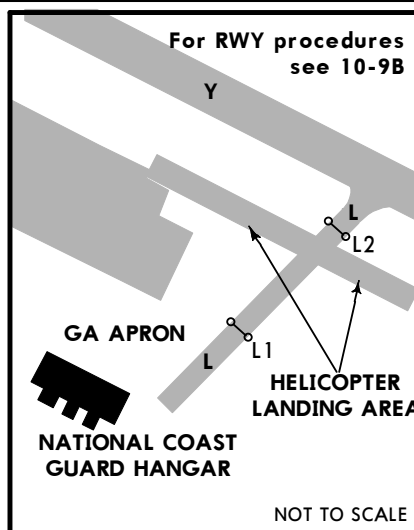 For RWY procedures
see 10-9B
Y
L
L2
GA APRON
L1
L
HELICOPTER
LANDING AREA
NATIONAL COAST
GUARD HANGAR
NOT TO SCALE